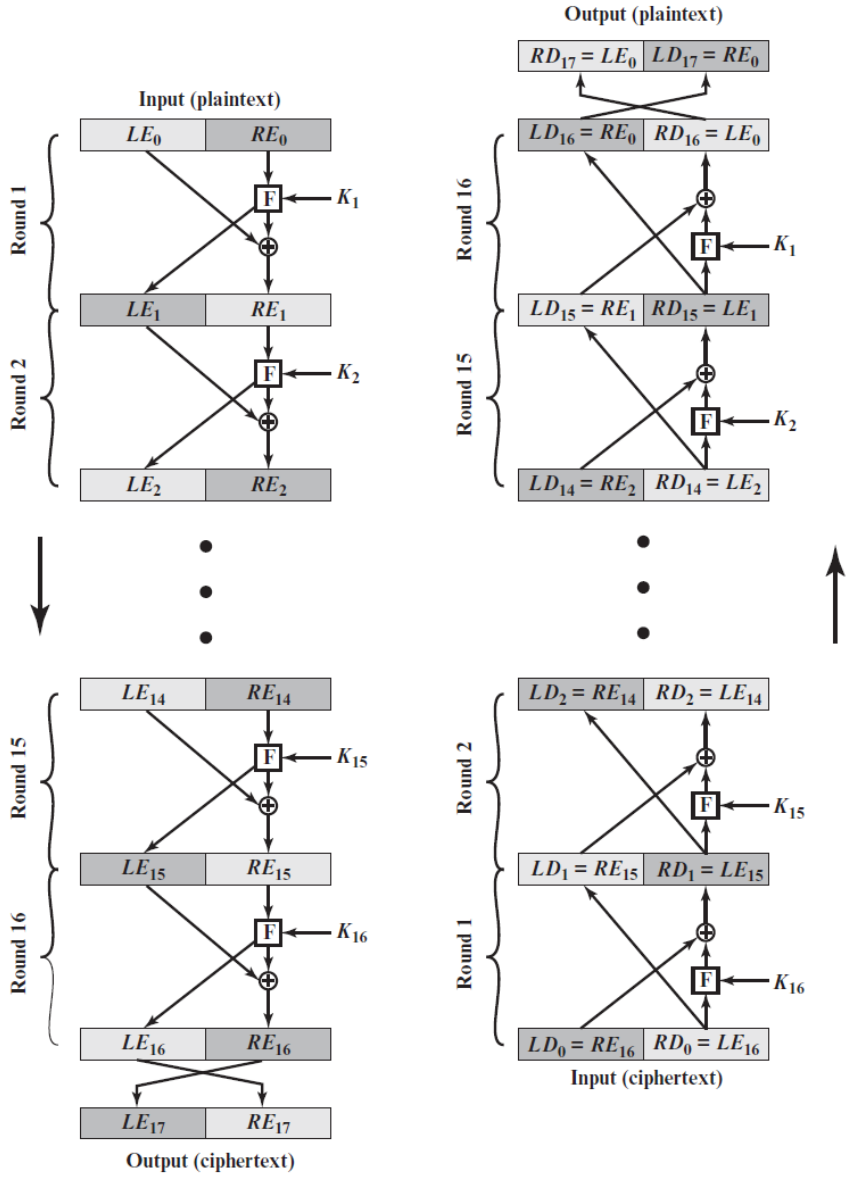 Input (plaintext)
LE₀ RE₀
Round 1
F K₁
LE₁ RE₁
Round 2
F K₂
LE₂ RE₂
LE₁₄ RE₁₄
Round 15
F K₁₅
LE₁₅ RE₁₅
Round 16
F K₁₆
LE₁₆ RE₁₆
LE₁₇ RE₁₇
Output (ciphertext)
Output (plaintext)
RD₁₇ = LE₀ LD₁₇ = RE₀
LD₁₆ = RE₀ RD₁₆ = LE₀
Round 16
F K₁
LD₁₅ = RE₁ RD₁₅ = LE₁
Round 15
F K₂
LD₁₄ = RE₂ RD₁₄ = LE₂
LD₂ = RE₁₄ RD₂ = LE₁₄
Round 2
F K₁₅
LD₁ = RE₁₅ RD₁ = LE₁₅
Round 1
F K₁₆
LD₀ = RE₁₆ RD₀ = LE₁₆
Input (ciphertext)